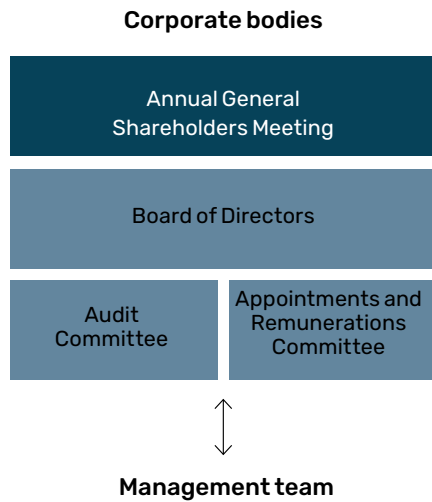 Corporate bodies
Annual General
Shareholders Meeting
Board of Directors
Audit
Committee
Appointments and
Remunerations
Committee
Management team